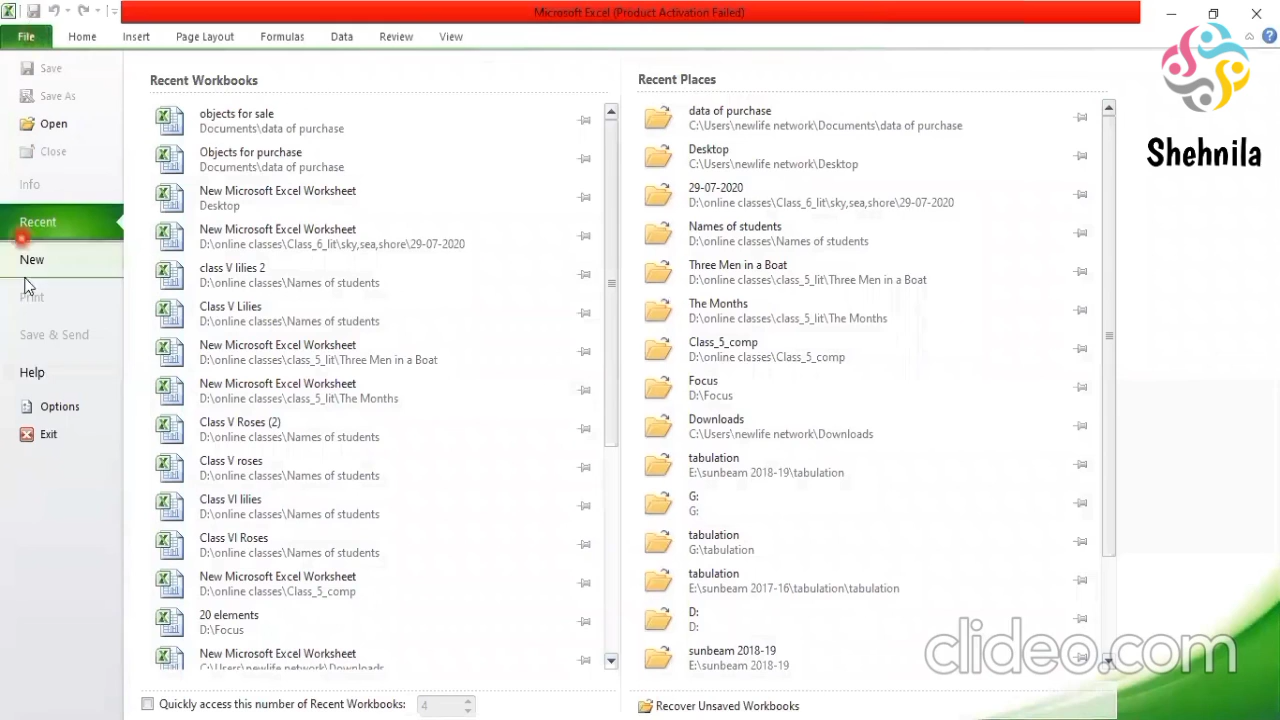 Microsoft Excel (Product Activation Failed)
File Home Insert Page Layout Formulas Data Review View
Save
Save As
Open
Close
Info
Recent
New
Print
Save & Send
Help
Options
Exit
Recent Workbooks
objects for sale
Documents\data of purchase
Objects for purchase
Documents\data of purchase
New Microsoft Excel Worksheet
Desktop
New Microsoft Excel Worksheet
D:\online classes\Class_6_lit\sky,sea,shore\29-07-2020
class V lilies 2
D:\online classes\Names of students
Class V Lilies
D:\online classes\Names of students
New Microsoft Excel Worksheet
D:\online classes\class_5_lit\Three Men in a Boat
New Microsoft Excel Worksheet
D:\online classes\class_5_lit\The Months
Class V Roses (2)
D:\online classes\Names of students
Class V roses
D:\online classes\Names of students
Class VI lilies
D:\online classes\Names of students
Class VI Roses
D:\online classes\Names of students
New Microsoft Excel Worksheet
D:\online classes\Class_5_comp
20 elements
D:\Focus
New Microsoft Excel Worksheet
C:\Users\newlife network\Downloads
Quickly access this number of Recent Workbooks: 4
Recent Places
data of purchase
C:\Users\newlife network\Documents\data of purchase
Desktop
C:\Users\newlife network\Desktop
29-07-2020
D:\online classes\Class_6_lit\sky,sea,shore\29-07-2020
Names of students
D:\online classes\Names of students
Three Men in a Boat
D:\online classes\class_5_lit\Three Men in a Boat
The Months
D:\online classes\class_5_lit\The Months
Class_5_comp
D:\online classes\Class_5_comp
Focus
D:\Focus
Downloads
C:\Users\newlife network\Downloads
tabulation
E:\sunbeam 2018-19\tabulation
G:
G:
tabulation
G:\tabulation
tabulation
E:\sunbeam 2017-16\tabulation\tabulation
D:
D:
sunbeam 2018-19
E:\sunbeam 2018-19
Recover Unsaved Workbooks
Shehnila
clideo.com